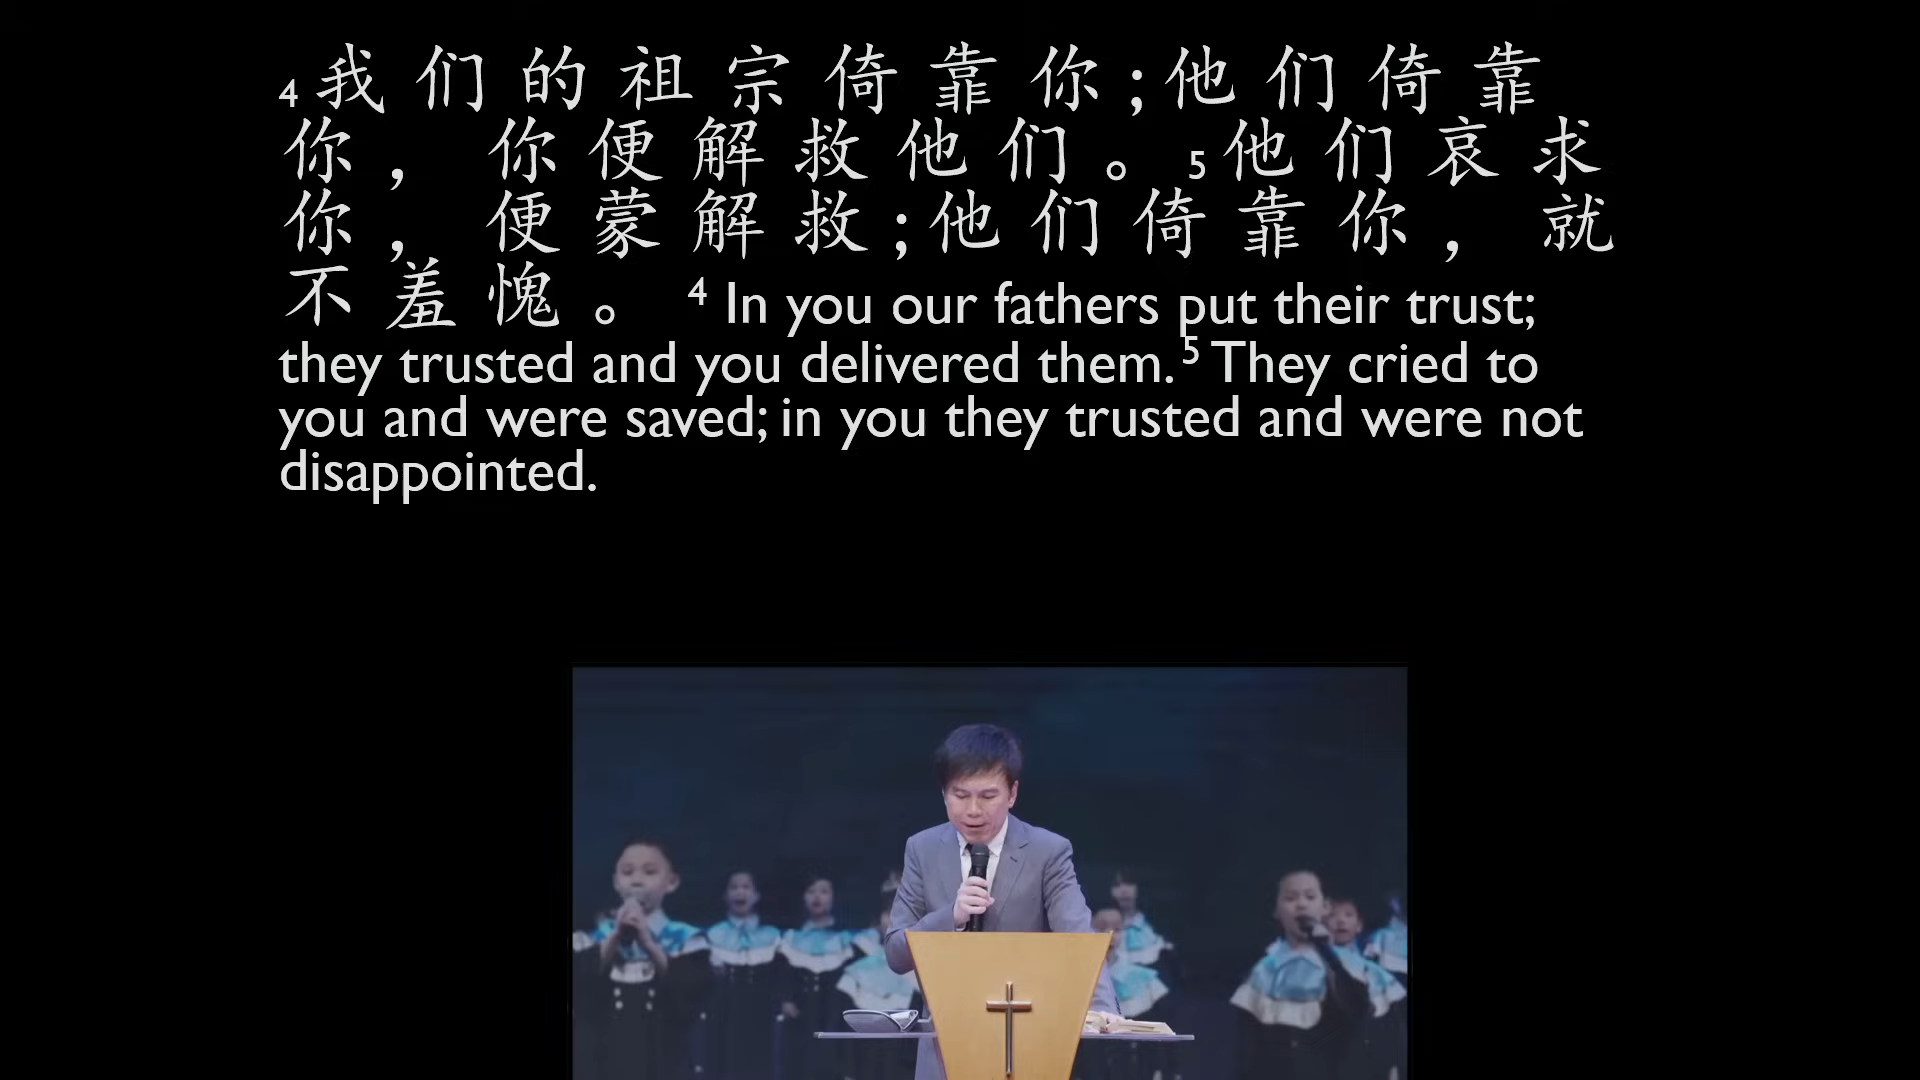 4 我们的祖宗倚靠你;他们倚靠
你，你便解救他们。5 他们哀求
你，便蒙解救;他们倚靠你，就
不羞愧。 4 In you our fathers put their trust;
they trusted and you delivered them. 5 They cried to
you and were saved; in you they trusted and were not
disappointed.